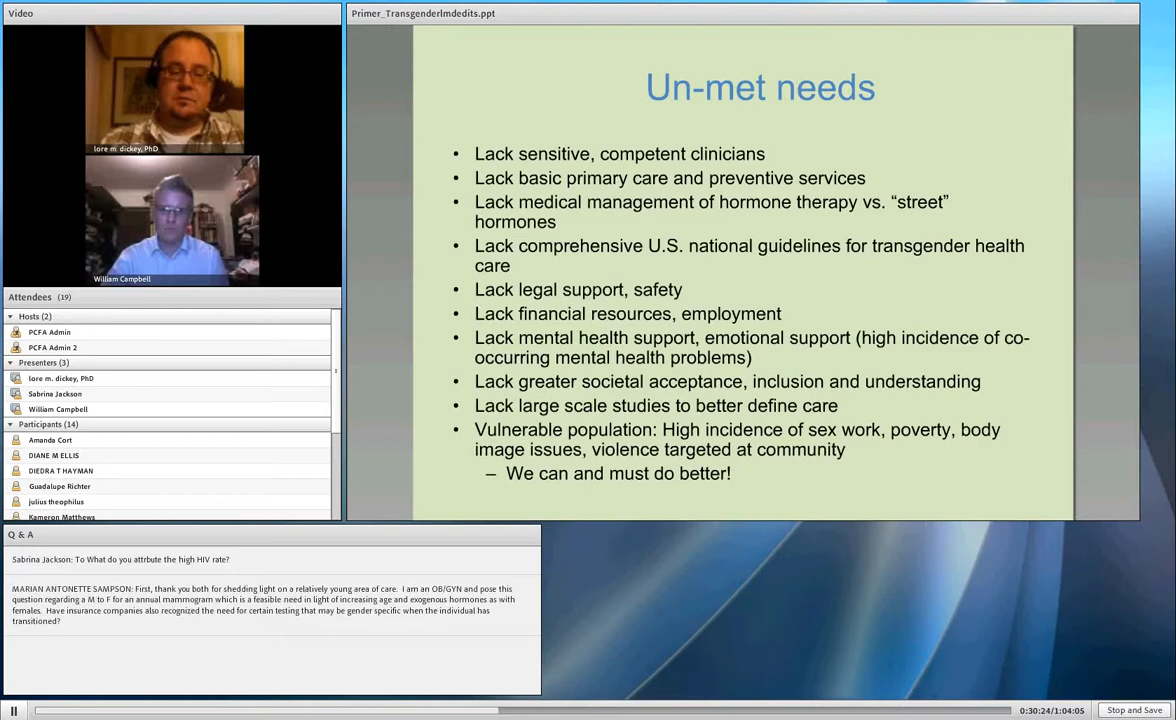 Video
lore m. dickey, PhD
William Campbell
Attendees (19)
Hosts (2)
PCFA Admin
PCFA Admin 2
Presenters (3)
lore m. dickey, PhD
Sabrina Jackson
William Campbell
Participants (14)
Amanda Cort
DIANE M ELLIS
DIEDRA T HAYMAN
Guadalupe Richter
julius theophilus
Kameron Matthews
Primer_Transgenderlmdedits.ppt
Un-met needs
• Lack sensitive, competent clinicians
• Lack basic primary care and preventive services
• Lack medical management of hormone therapy vs. “street”
hormones
• Lack comprehensive U.S. national guidelines for transgender health
care
• Lack legal support, safety
• Lack financial resources, employment
• Lack mental health support, emotional support (high incidence of co-
occurring mental health problems)
• Lack greater societal acceptance, inclusion and understanding
• Lack large scale studies to better define care
• Vulnerable population: High incidence of sex work, poverty, body
image issues, violence targeted at community
– We can and must do better!
Q & A
Sabrina Jackson: To What do you attrbute the high HIV rate?
MARIAN ANTONETTE SAMPSON: First, thank you both for shedding light on a relatively young area of care. I am an OB/GYN and pose this
question regarding a M to F for an annual mammogram which is a feasible need in light of increasing age and exogenous hormones as with
females. Have insurance companies also recognized the need for certain testing that may be gender specific when the individual has
transitioned?
0:30:24/1:04:05
Stop and Save